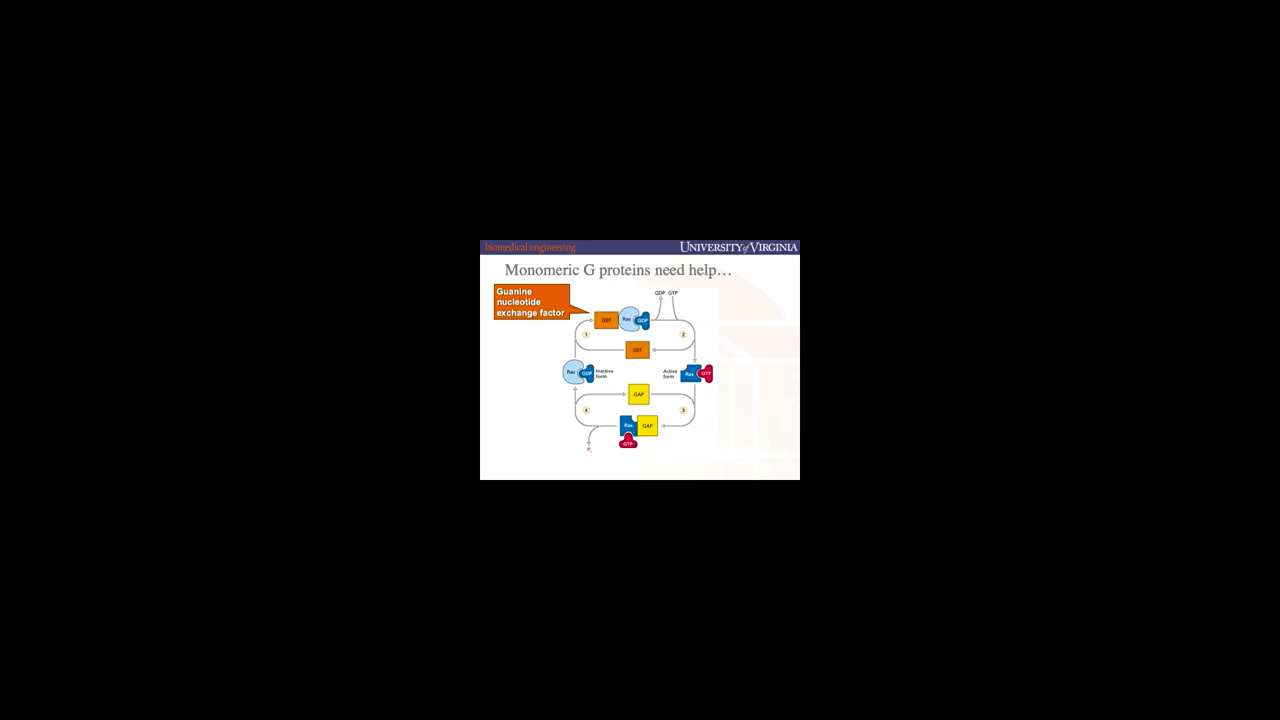 biomedical engineering
UNIVERSITY of VIRGINIA
Monomeric G proteins need help…
Guanine
nucleotide
exchange factor
GDP GTP
GEF
Ras
GDP
1
2
GEF
Ras
GDP
Inactive
form
Active
form
Ras
GTP
GAP
4
3
Ras
GAP
GTP
Pi